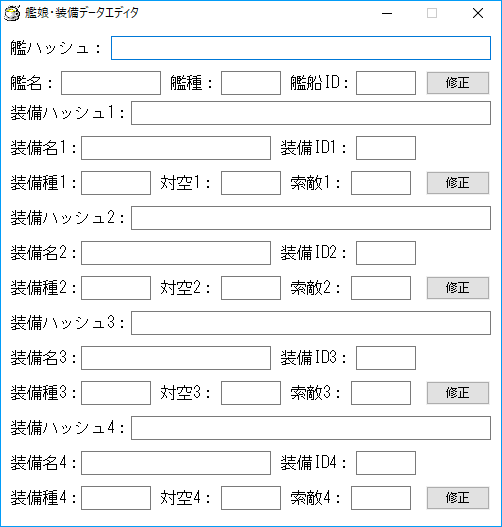 艦娘・装備データエディタ
艦ハッシュ：
艦名： 艦種： 艦船ID： 修正
装備ハッシュ1：
装備名1： 装備ID1：
装備種1： 対空1： 索敵1： 修正
装備ハッシュ2：
装備名2： 装備ID2：
装備種2： 対空2： 索敵2： 修正
装備ハッシュ3：
装備名3： 装備ID3：
装備種3： 対空3： 索敵3： 修正
装備ハッシュ4：
装備名4： 装備ID4：
装備種4： 対空4： 索敵4： 修正